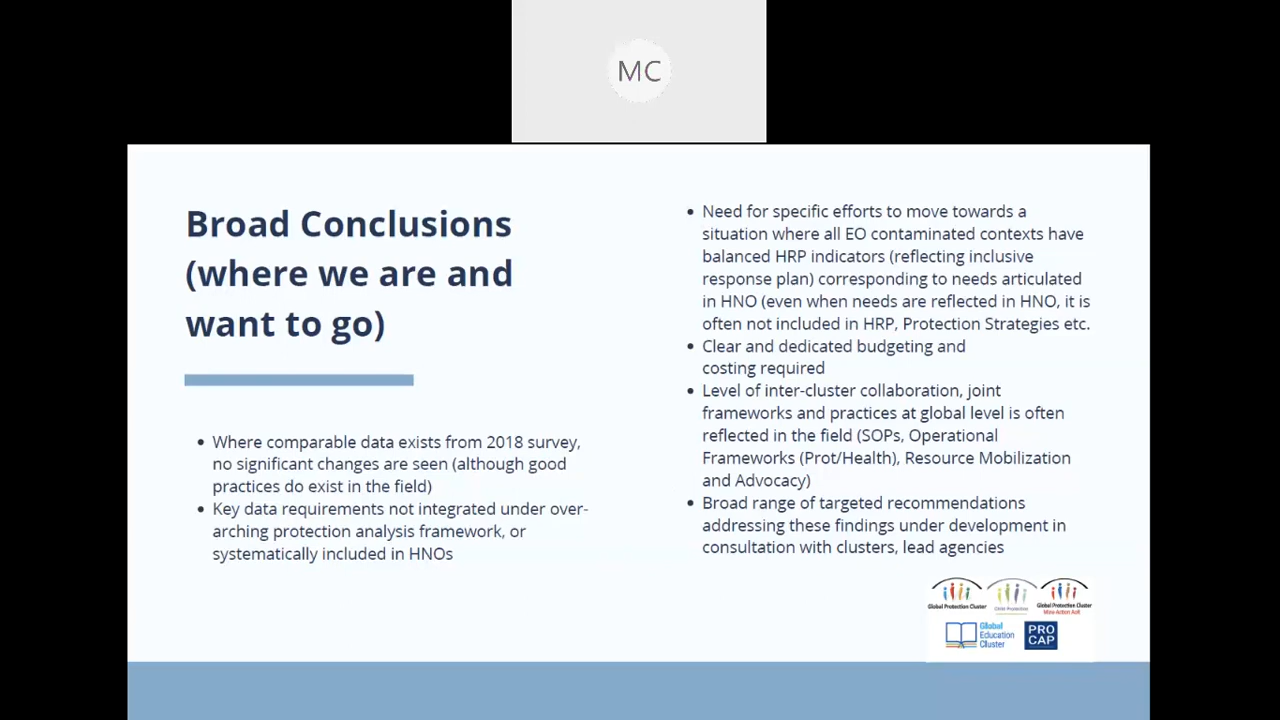 MC
Broad Conclusions
(where we are and
want to go)
• Where comparable data exists from 2018 survey,
no significant changes are seen (although good
practices do exist in the field)
• Key data requirements not integrated under over-
arching protection analysis framework, or
systematically included in HNOs
• Need for specific efforts to move towards a
situation where all EO contaminated contexts have
balanced HRP indicators (reflecting inclusive
response plan) corresponding to needs articulated
in HNO (even when needs are reflected in HNO, it is
often not included in HRP, Protection Strategies etc.
• Clear and dedicated budgeting and
costing required
• Level of inter-cluster collaboration, joint
frameworks and practices at global level is often
reflected in the field (SOPs, Operational
Frameworks (Prot/Health), Resource Mobilization
and Advocacy)
• Broad range of targeted recommendations
addressing these findings under development in
consultation with clusters, lead agencies
Global Protection Cluster
Child Protection
Global Protection Cluster
Mine Action AoR
Global
Education
Cluster
PRO
CAP